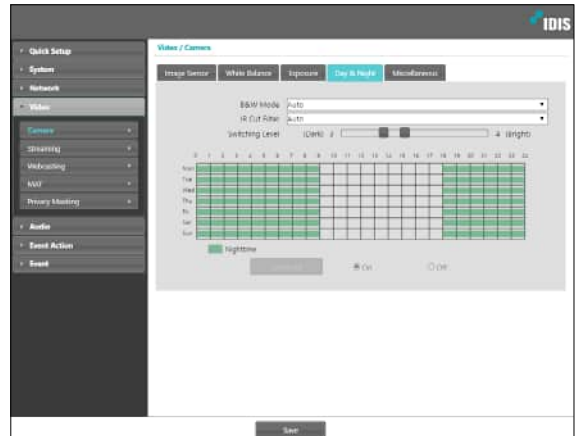 IDIS
Quick Setup
System
Network
Video
Camera
Streaming
Webcasting
MAT
Privacy Masking
Audio
Event Action
Event
Video / Camera
Image Sensor White Balance Exposure Day & Night Miscellaneous
B&W Mode Auto
IR Cut Filter Auto
Switching Level (Dark) 2 4 (Bright)
0 1 2 3 4 5 6 7 8 9 10 11 12 13 14 15 16 17 18 19 20 21 22 23 24
Mon
Tue
Wed
Thu
Fri
Sat
Sun
Nighttime
On Off
Save